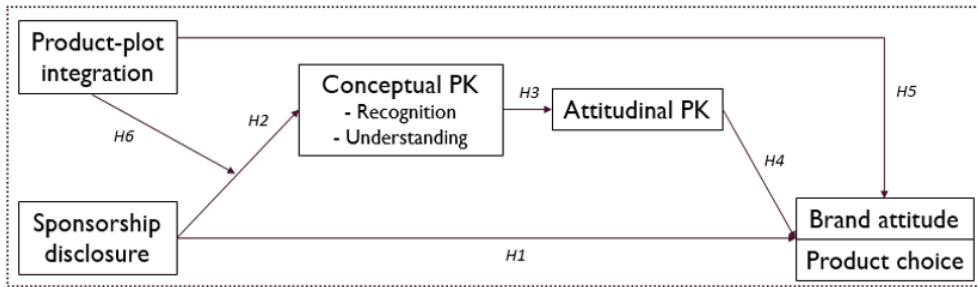 Product-plot
integration
Conceptual PK
- Recognition
- Understanding
H3
Attitudinal PK
H5
H2
H6
H4
Sponsorship
disclosure
H1
Brand attitude
Product choice